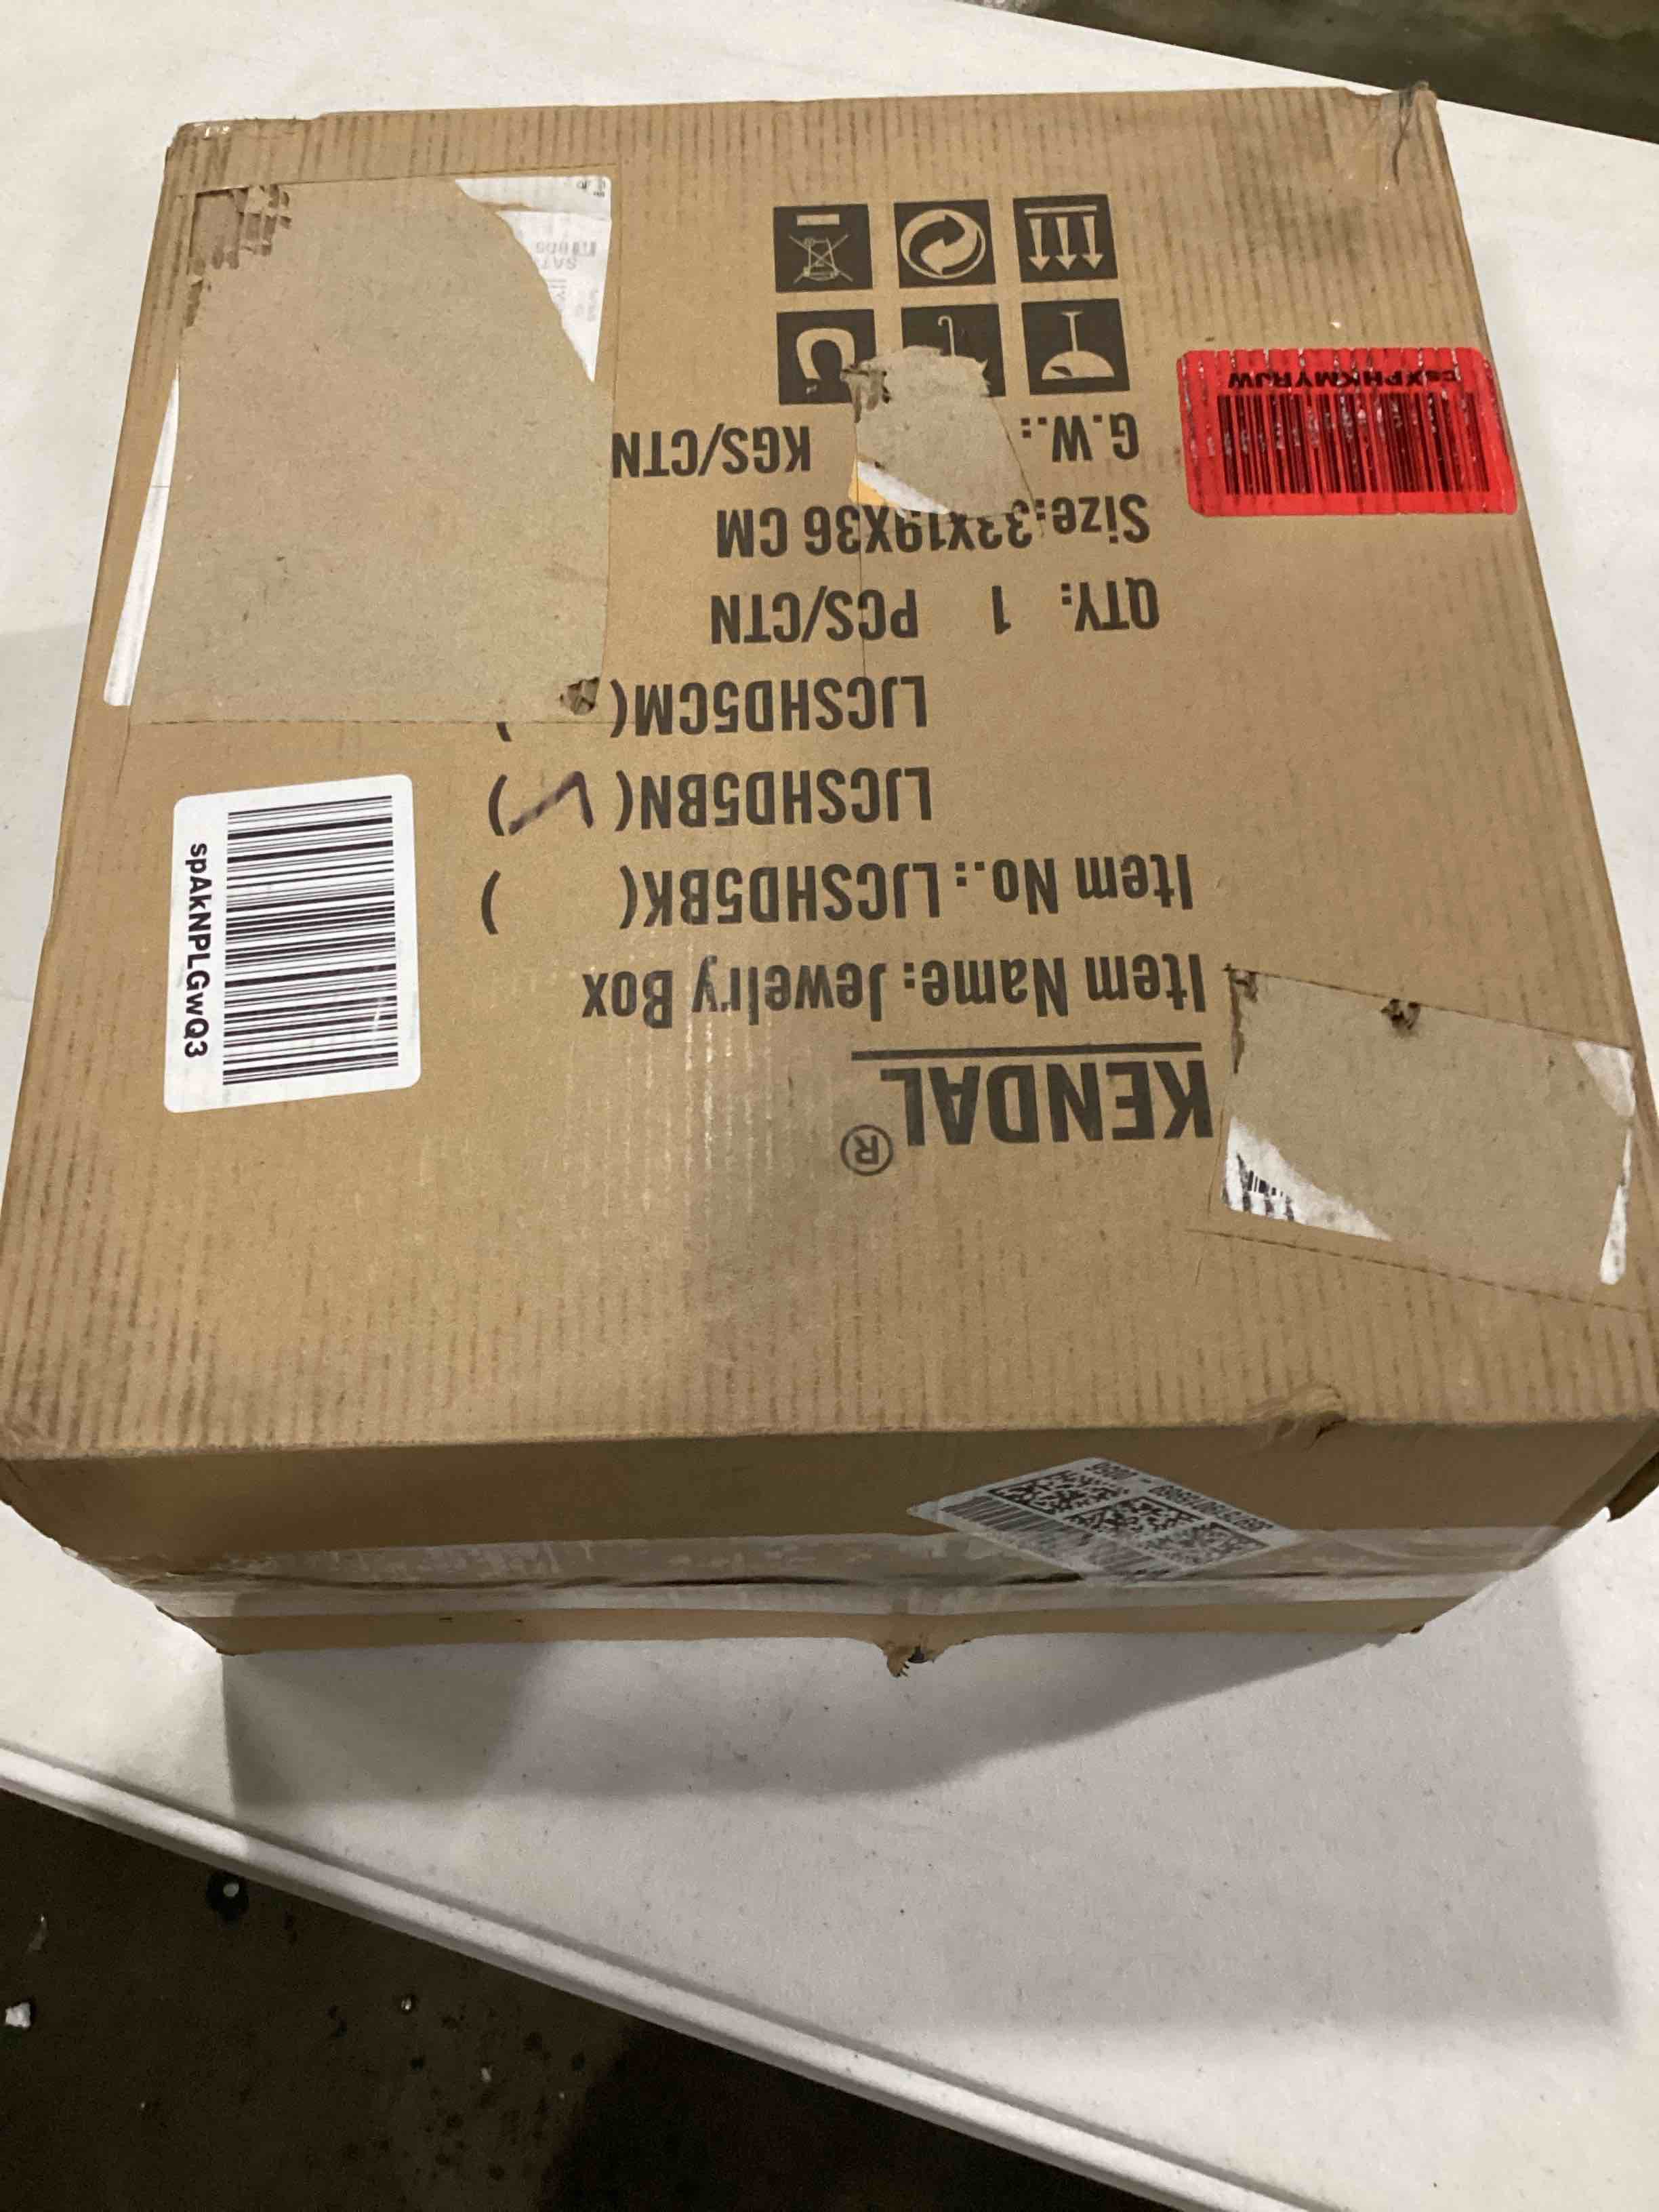 KENDAL®
Item Name: Jewelry Box
Item No.: LJCSHD5BK( )
LJCSHD5BN(✓)
LJCSHD5CM( )
QTY: 1 PCS/CTN
Size:33X19X36 CM
G.W.: KGS/CTN
spAkNPLGwQ3
csXPHKMYRJW